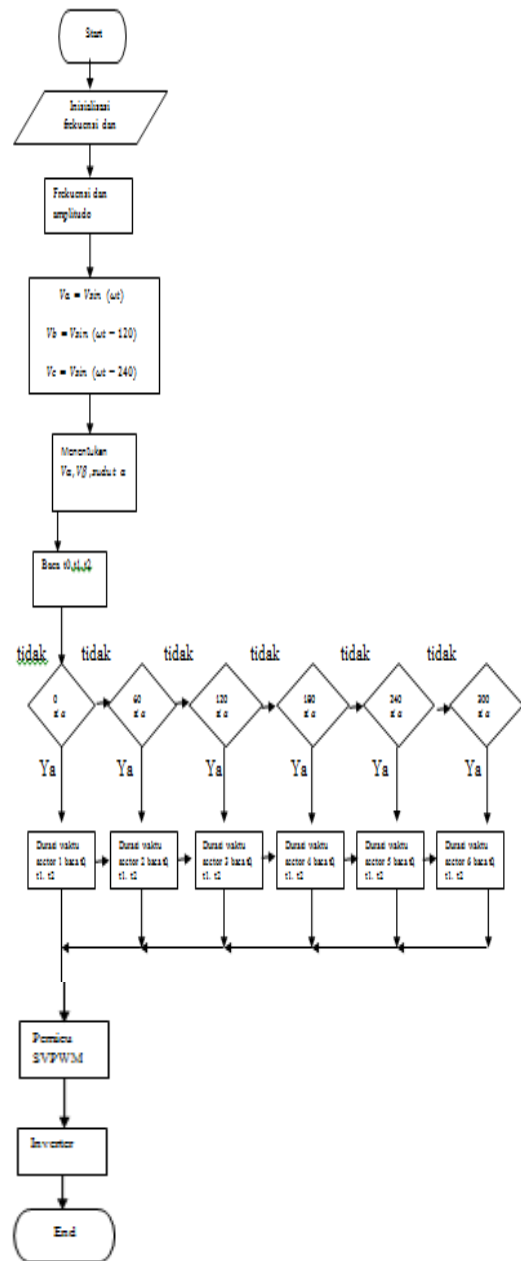 Start
Inisialisasi
frekuensi dan
Frekuensi dan
amplitudo
Va = Vsin (ωt)
Vb = Vsin (ωt − 120)
Vc = Vsin (ωt − 240)
Menentukan
Vα, Vβ, sudut α
Baca t0,t1,t2
tidak tidak tidak tidak tidak tidak
0 60 120 180 240 300
≤ α ≤ α ≤ α ≤ α ≤ α ≤ α
Ya Ya Ya Ya Ya Ya
Durasi waktu Durasi waktu Durasi waktu Durasi waktu Durasi waktu Durasi waktu
sector 1 baca t0, sector 2 baca t0, sector 3 baca t0, sector 4 baca t0, sector 5 baca t0, sector 6 baca t0,
t1. t2 t1. t2 t1. t2 t1. t2 t1. t2 t1. t2
Pemicu
SVPWM
Inverter
End